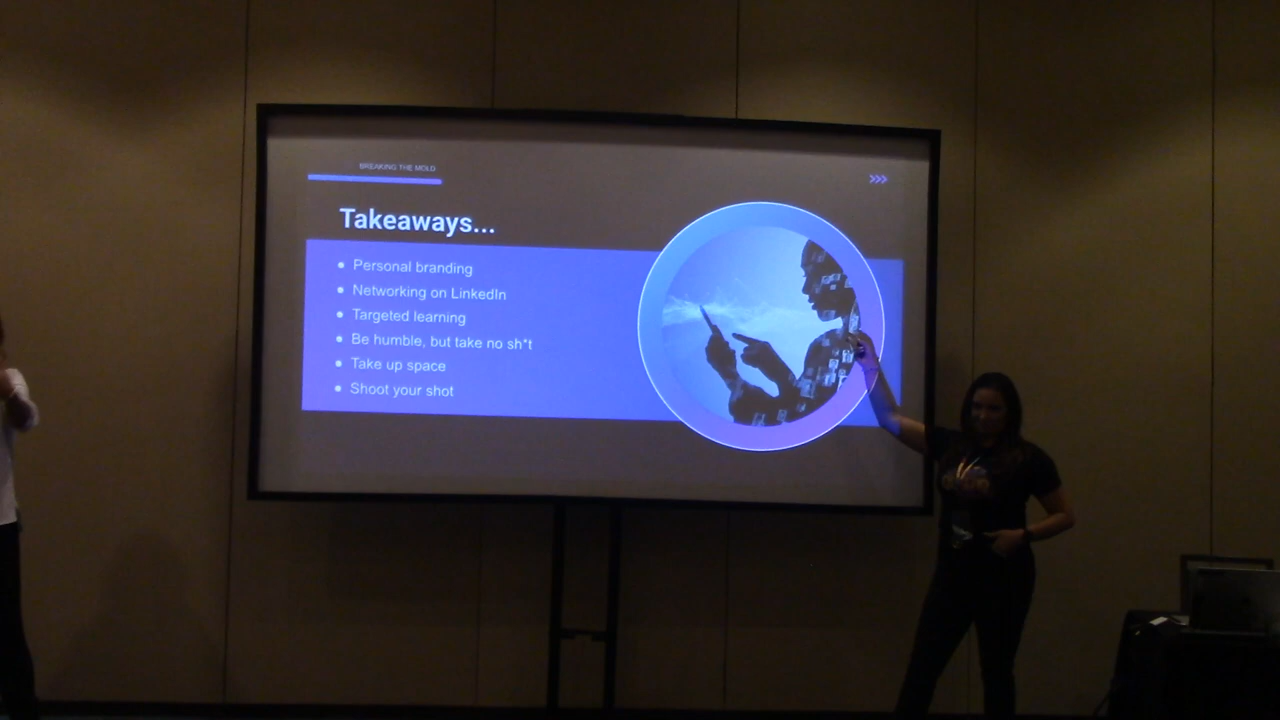 BREAKING THE MOLD
>>>
Takeaways...
• Personal branding
• Networking on LinkedIn
• Targeted learning
• Be humble, but take no sh*t
• Take up space
• Shoot your shot